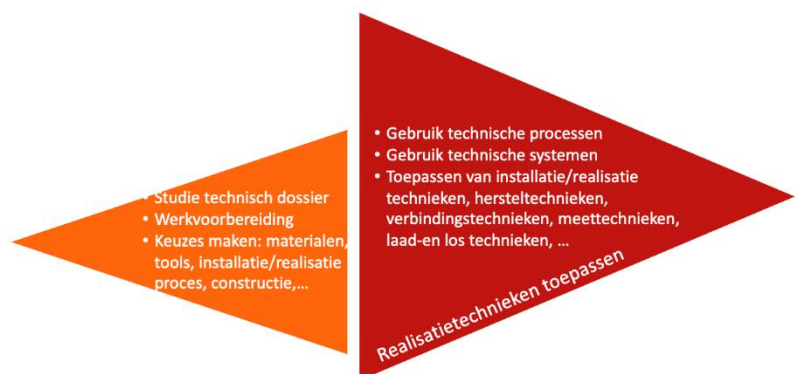 • Studie technisch dossier
• Werkvoorbereiding
• Keuzes maken: materialen,
tools, installatie/realisatie
proces, constructie,...
• Gebruik technische processen
• Gebruik technische systemen
• Toepassen van installatie/realisatie
technieken, hersteltechnieken,
verbindingstechnieken, meettechnieken,
laad-en los technieken, ...
Realisatietechnieken toepassen